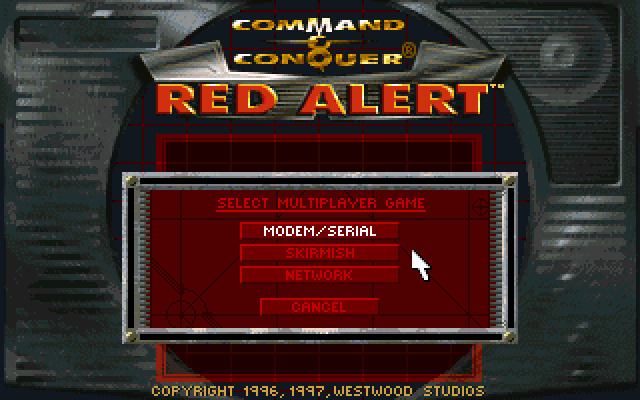 COMMAND
&
CONQUER®
RED ALERT™
SELECT MULTIPLAYER GAME
MODEM/SERIAL
SKIRMISH
NETWORK
CANCEL
COPYRIGHT 1996,1997,WESTWOOD STUDIOS